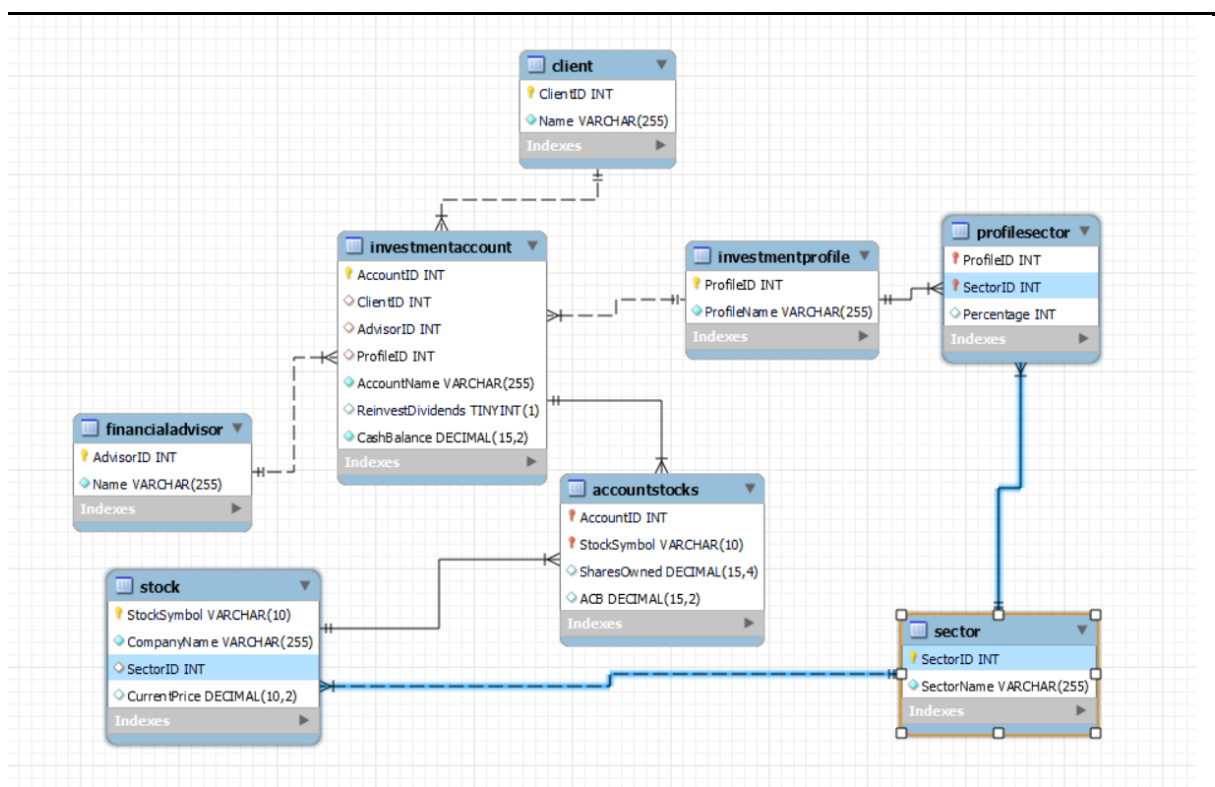 client
ClientID INT
Name VARCHAR(255)
Indexes
investmentaccount
AccountID INT
ClientID INT
AdvisorID INT
ProfileID INT
AccountName VARCHAR(255)
ReinvestDividends TINYINT(1)
CashBalance DECIMAL(15,2)
Indexes
investmentprofile
ProfileID INT
ProfileName VARCHAR(255)
Indexes
profilesector
ProfileID INT
SectorID INT
Percentage INT
Indexes
financialadvisor
AdvisorID INT
Name VARCHAR(255)
Indexes
accountstocks
AccountID INT
StockSymbol VARCHAR(10)
SharesOwned DECIMAL(15,4)
ACB DECIMAL(15,2)
Indexes
stock
StockSymbol VARCHAR(10)
CompanyName VARCHAR(255)
SectorID INT
CurrentPrice DECIMAL(10,2)
Indexes
sector
SectorID INT
SectorName VARCHAR(255)
Indexes